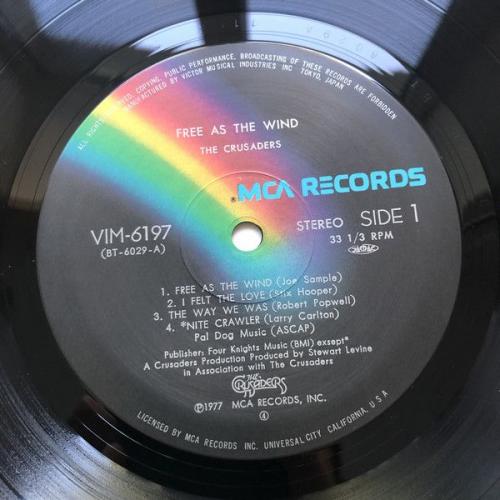 ALL RIGHTS RESERVED, COPYING, PUBLIC PERFORMANCE, BROADCASTING OF THESE RECORDS ARE FORBIDDEN
MANUFACTURED BY VICTOR MUSICAL INDUSTRIES INC TOKYO, JAPAN
FREE AS THE WIND
THE CRUSADERS
MCA RECORDS®
VIM-6197
(BT-6029-A)
STEREO SIDE 1
33 1/3 RPM
1. FREE AS THE WIND (Joe Sample)
2. I FELT THE LOVE (Stix Hooper)
3. THE WAY WE WAS (Robert Popwell)
4. *NITE CRAWLER (Larry Carlton)
Pal Dog Music (ASCAP)
Publisher: Four Knights Music (BMI) exsept*
A Crusaders Production Produced by Stewart Levine
in Association with The Crusaders
THE CRUSADERS
Ⓟ1977 MCA RECORDS, INC.
④
LICENSED BY MCA RECORDS INC. UNIVERSAL CITY, CALIFORNIA. U.S.A